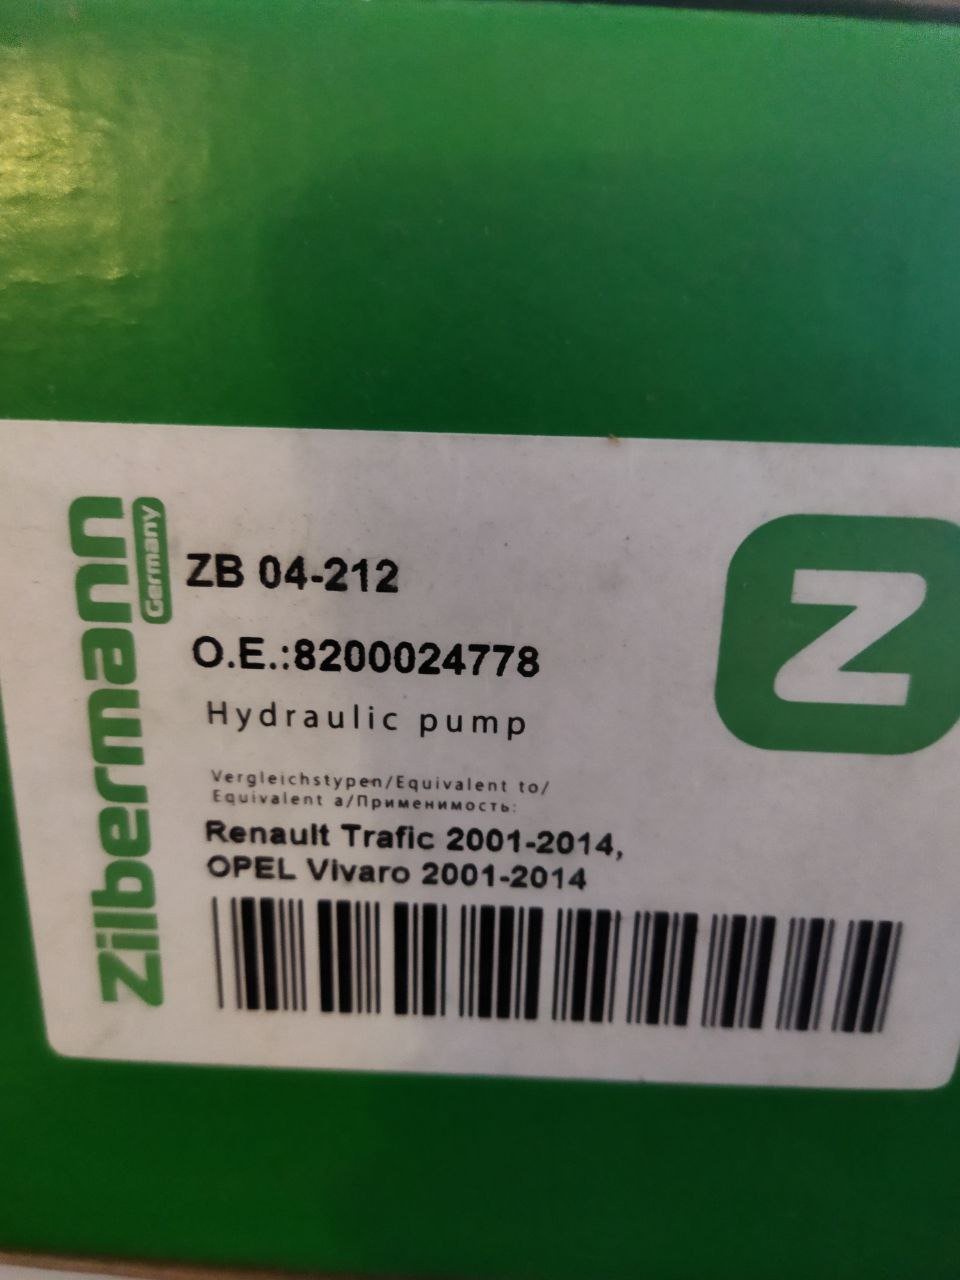 Zilbermann
Germany
ZB 04-212
O.E.:8200024778
Hydraulic pump
Vergleichstypen/Equivalent to/
Equivalent a/Применимость:
Renault Trafic 2001-2014,
OPEL Vivaro 2001-2014
Z